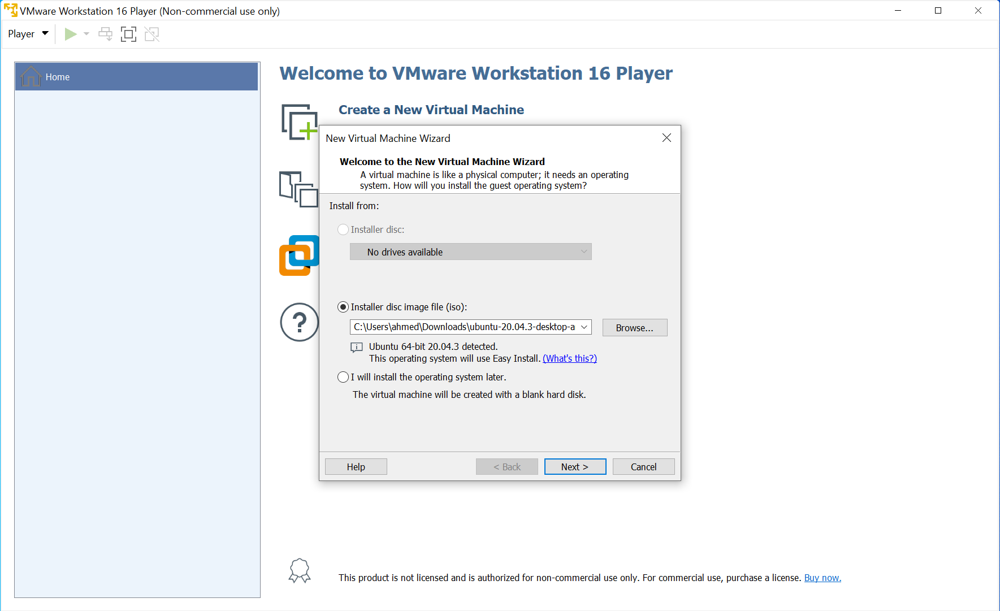 VMware Workstation 16 Player (Non-commercial use only)
Player
Home
Welcome to VMware Workstation 16 Player
Create a New Virtual Machine
New Virtual Machine Wizard
Welcome to the New Virtual Machine Wizard
A virtual machine is like a physical computer; it needs an operating
system. How will you install the guest operating system?
Install from:
Installer disc:
No drives available
Installer disc image file (iso):
C:\Users\ahmed\Downloads\ubuntu-20.04.3-desktop-a
Browse...
Ubuntu 64-bit 20.04.3 detected.
This operating system will use Easy Install. (What's this?)
I will install the operating system later.
The virtual machine will be created with a blank hard disk.
Help
< Back
Next >
Cancel
This product is not licensed and is authorized for non-commercial use only. For commercial use, purchase a license. Buy now.